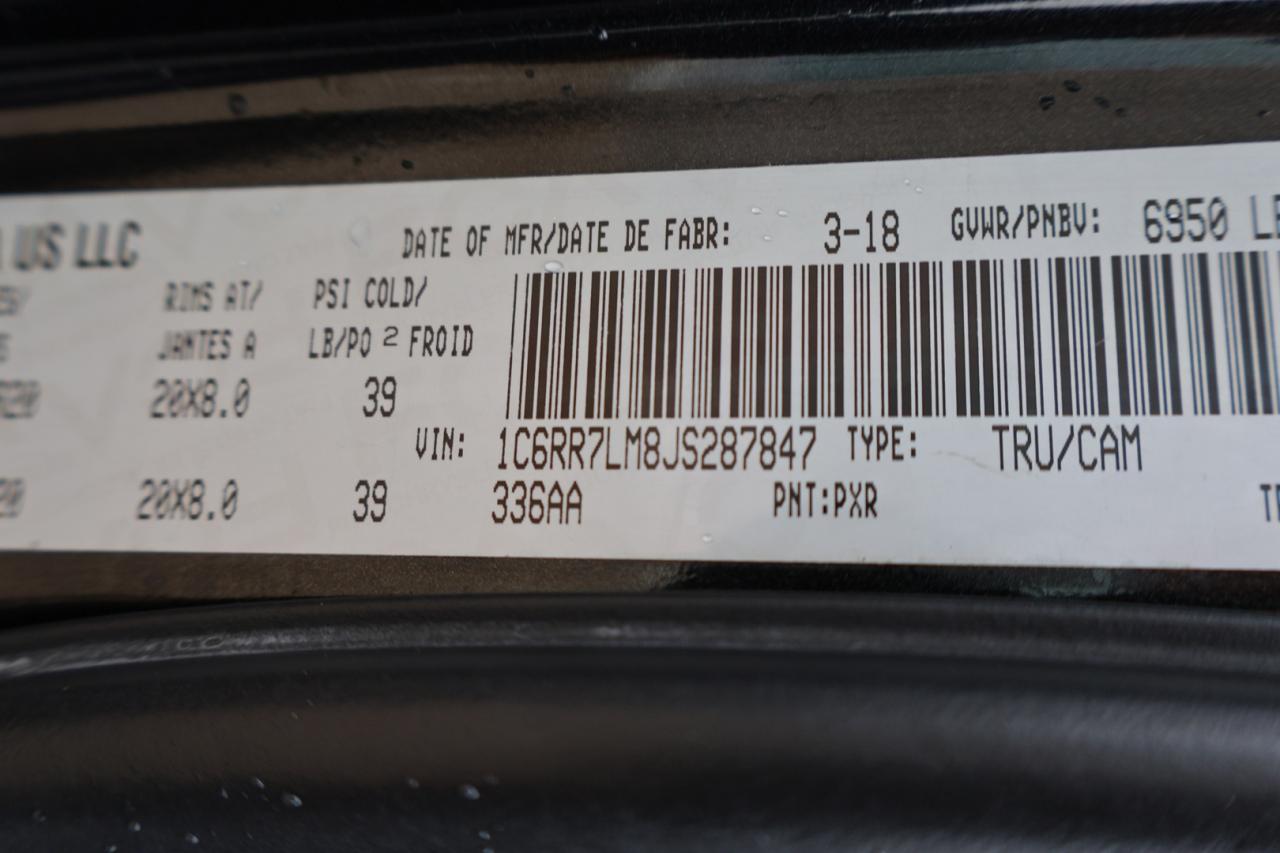 US LLC DATE OF MFR/DATE DE FABR: 3-18 GVWR/PNBV: 6950
RIMS AT/ PSI COLD/
JANTES A LB/PO 2 FROID
20X8.0 39
VIN: 1C6RR7LM8JS287847 TYPE: TRU/CAM
20X8.0 39 336AA PNT:PXR